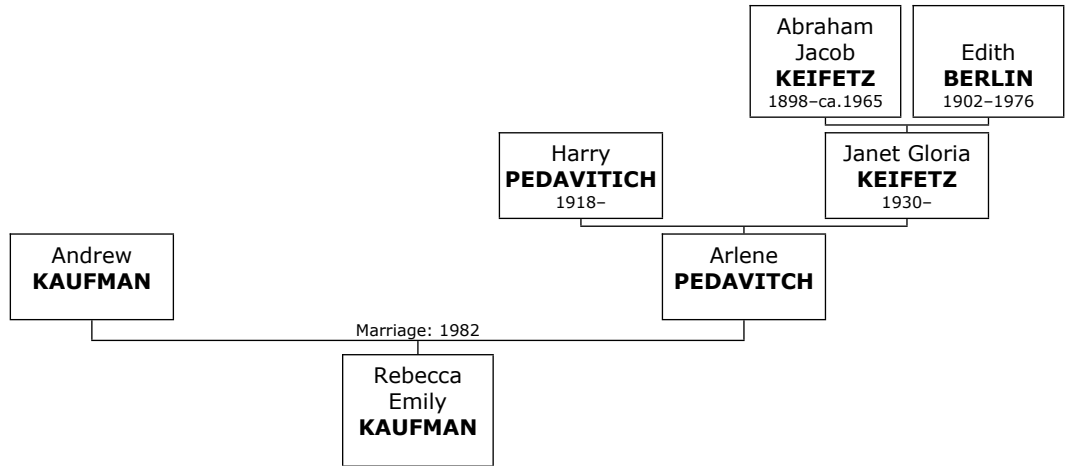 Abraham
Jacob
KEIFETZ
1898–ca.1965
Edith
BERLIN
1902–1976
Harry
PEDAVITICH
1918–
Janet Gloria
KEIFETZ
1930–
Andrew
KAUFMAN
Arlene
PEDAVITCH
Marriage: 1982
Rebecca
Emily
KAUFMAN